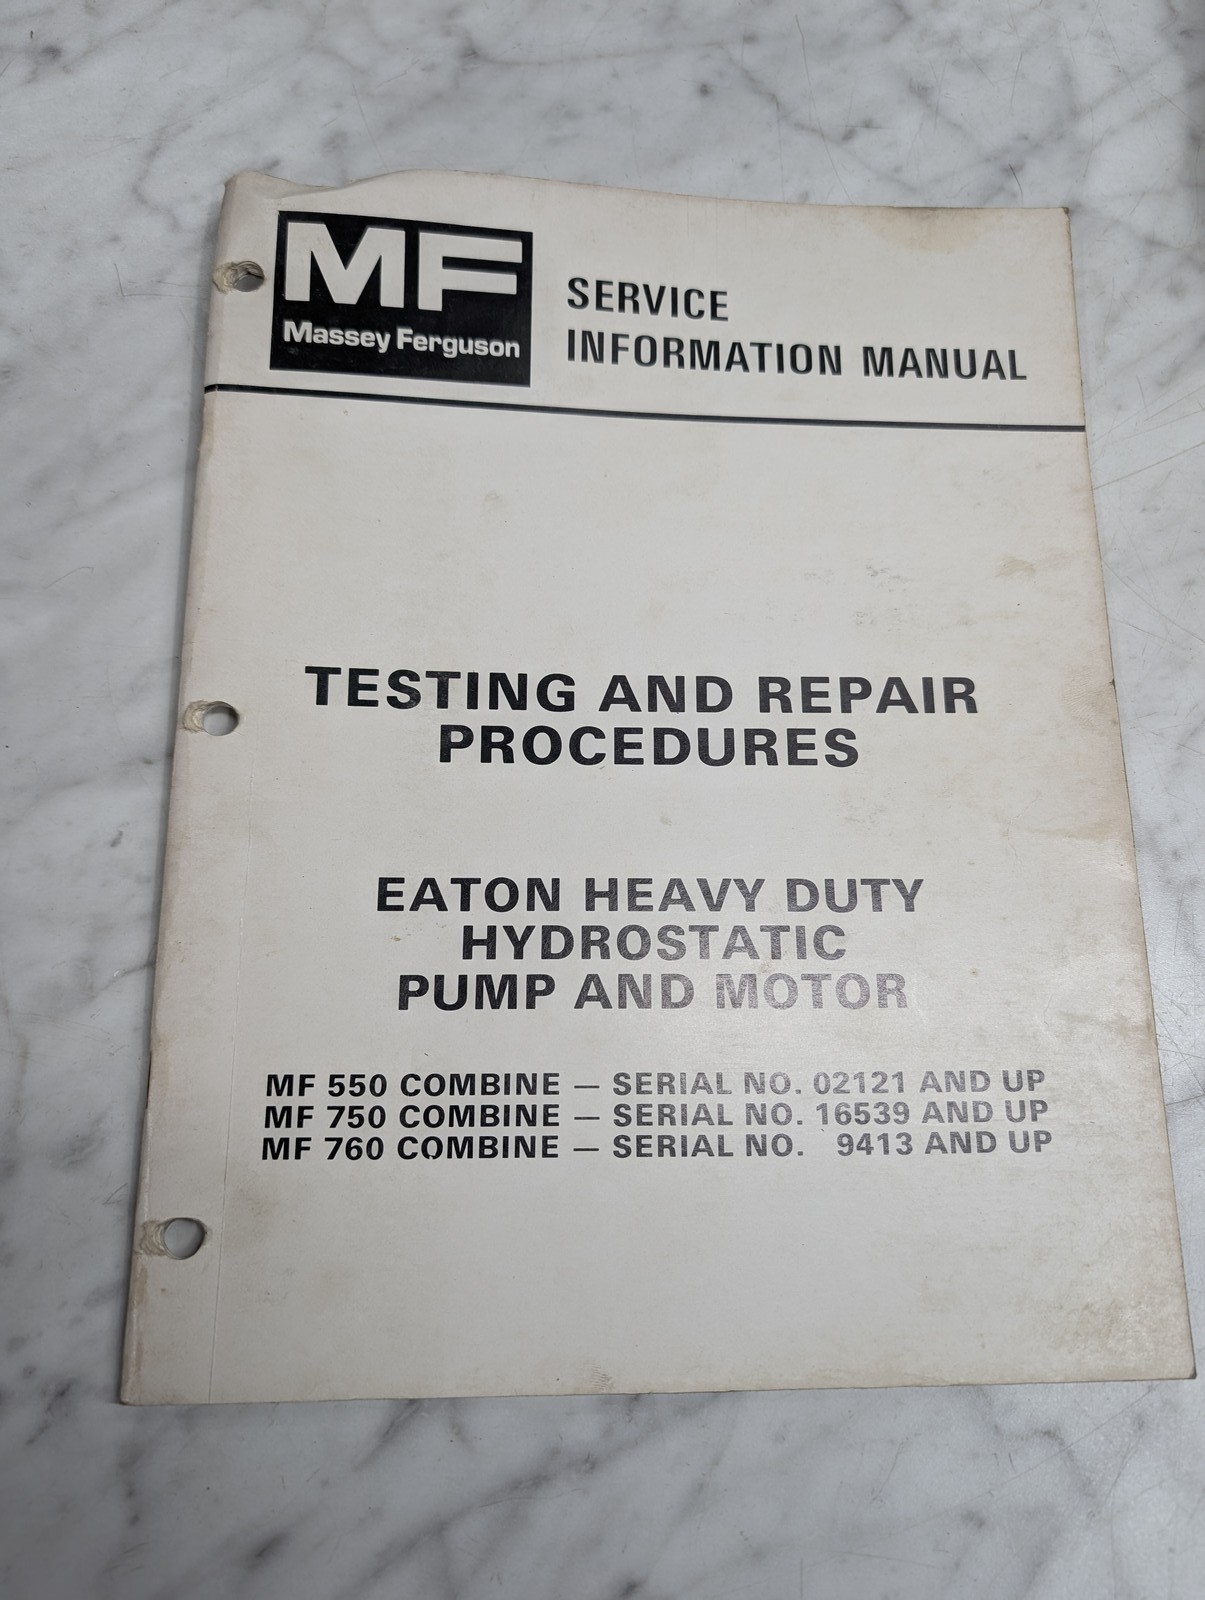 MF
Massey Ferguson
SERVICE
INFORMATION MANUAL
TESTING AND REPAIR
PROCEDURES
EATON HEAVY DUTY
HYDROSTATIC
PUMP AND MOTOR
MF 550 COMBINE — SERIAL NO. 02121 AND UP
MF 750 COMBINE — SERIAL NO. 16539 AND UP
MF 760 COMBINE — SERIAL NO. 9413 AND UP